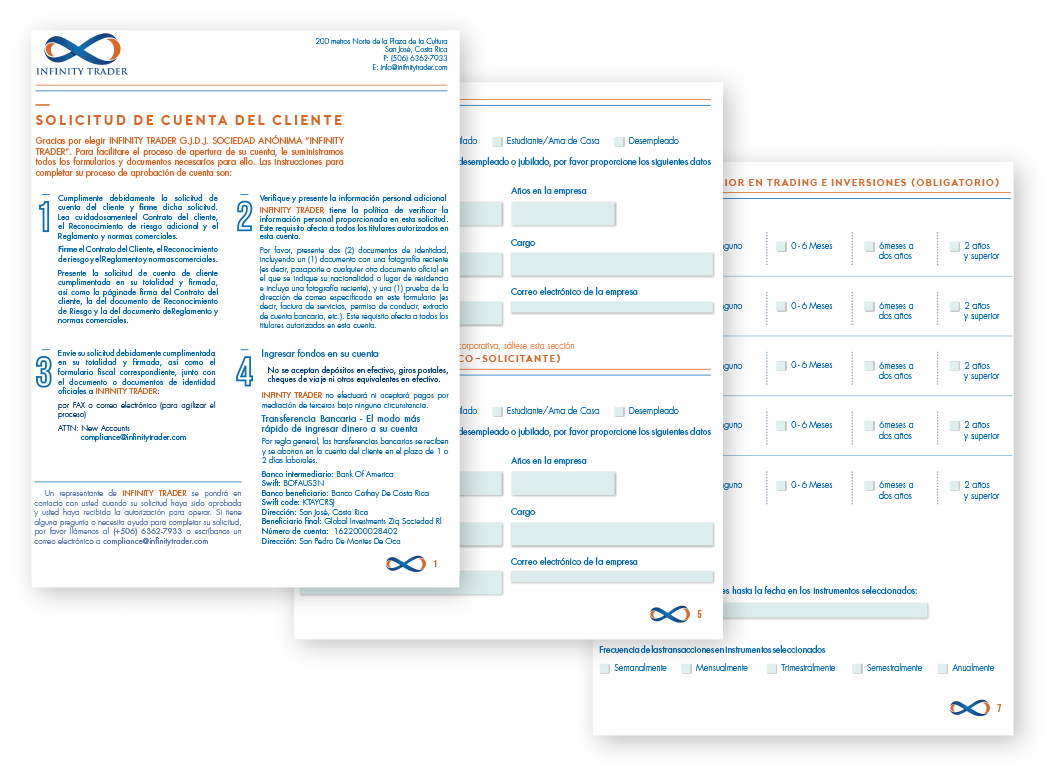 INFINITY TRADER
200 metros Norte de la Plaza de la Cultura
San José, Costa Rica
P: (506) 6362-7933
E: info@inifnitytrader.com
SOLICITUD DE CUENTA DEL CLIENTE
Gracias por elegir INFINITY TRADER G.J.D.J. SOCIEDAD ANÓNIMA "INFINITY
TRADER". Para facilitare el proceso de apertura de su cuenta, le suministramos
todos los formularios y documentos necesarios para ello. Las instrucciones para
completar su proceso de aprobación de cuenta son:
1
Cumplimente debidamente la solicitud de
cuenta del cliente y firme dicha solicitud.
Lea cuidadosamenteel Contrato del cliente,
el Reconocimiento de riesgo adicional y el
Reglamento y normas comerciales.
Firme el Contrato del Cliente, el Reconocimiento
de riesgo y el Reglamento y normas comerciales.
Presente la solicitud de cuenta de cliente
cumplimentada en su totalidad y firmada,
así como la páginade firma del Contrato del
cliente, la del documento de Reconocimiento
de Riesgo y la del documento deReglamento y
normas comerciales.
2
Verifique y presente la información personal adicional
INFINITY TRADER tiene la política de verificar la
información personal proporcionada en esta solicitud.
Este requisito afecta a todos los titulares autorizados en
esta cuenta.
Por favor, presente dos (2) documentos de identidad,
incluyendo un (1) documento con una fotografía reciente
(es decir, pasaporte o cualquier otro documento oficial en
el que se indique su nacionalidad o lugar de residencia
e incluya una fotografía reciente), y una (1) prueba de la
dirección de correo especificada en este formulario (es
decir, factura de servicios, permiso de conducir, extracto
de cuenta bancaria, etc.). Este requisito afecta a todos los
titulares autorizados en esta cuenta.
3
Envíe su solicitud debidamente cumplimentada
en su totalidad y firmada, así como el
formulario fiscal correspondiente, junto con
el documento o documentos de identidad
oficiales a INFINITY TRADER:
por FAX o correo electrónico (para agilizar el
proceso)
ATTN: New Accounts
compliance@infinitytrader.com
4
Ingresar fondos en su cuenta
No se aceptan depósitos en efectivo, giros postales,
cheques de viaje ni otros equivalentes en efectivo.
INFINITY TRADER no efectuará ni aceptará pagos por
mediación de terceros bajo ninguna circunstancia.
Transferencia Bancaria - El modo más
rápido de ingresar dinero a su cuenta
Por regla general, las transferencias bancarias se reciben
y se abonan en la cuenta del cliente en el plazo de 1 o
2 días laborales.
Banco intermediario: Bank Of America
Swift: BOFAUS3N
Banco beneficiario: Banco Cathay De Costa Rica
Swift code: KTAYCRSJ
Dirección: San José, Costa Rica
Beneficiario final: Global Investments Ziq Sociedad Rl
Número de cuenta: 1622000028402
Dirección: San Pedro De Montes De Oca
Un representante de INFINITY TRADER se pondrá en
contacto con usted cuando su solicitud haya sido aprobada
y usted haya recibido la autorización para operar. Si tiene
alguna pregunta o necesita ayuda para completar su solicitud,
por favor llámenos al (+506) 6362-7933 o escríbanos un
correo electrónico a compliance@infinitytrader.com
1
ilado Estudiante/Ama de Casa Desempleado
desempleado o jubilado, por favor proporcione los siguientes datos
Años en la empresa
Cargo
Correo electrónico de la empresa
corporativa, sáltese esta sección
CO-SOLICITANTE)
ilado Estudiante/Ama de Casa Desempleado
desempleado o jubilado, por favor proporcione los siguientes datos
Años en la empresa
Cargo
Correo electrónico de la empresa
5
IOR EN TRADING E INVERSIONES (OBLIGATORIO)
guno 0 - 6 Meses 6meses a 2 años
dos años y superior
guno 0 - 6 Meses 6meses a 2 años
dos años y superior
guno 0 - 6 Meses 6meses a 2 años
dos años y superior
guno 0 - 6 Meses 6meses a 2 años
dos años y superior
guno 0 - 6 Meses 6meses a 2 años
dos años y superior
es hasta la fecha en los instrumentos seleccionados:
Frecuencia de las transacciones en instrumentos seleccionados
Semanalmente Mensualmente Trimestralmente Semestralmente Anualmente
7